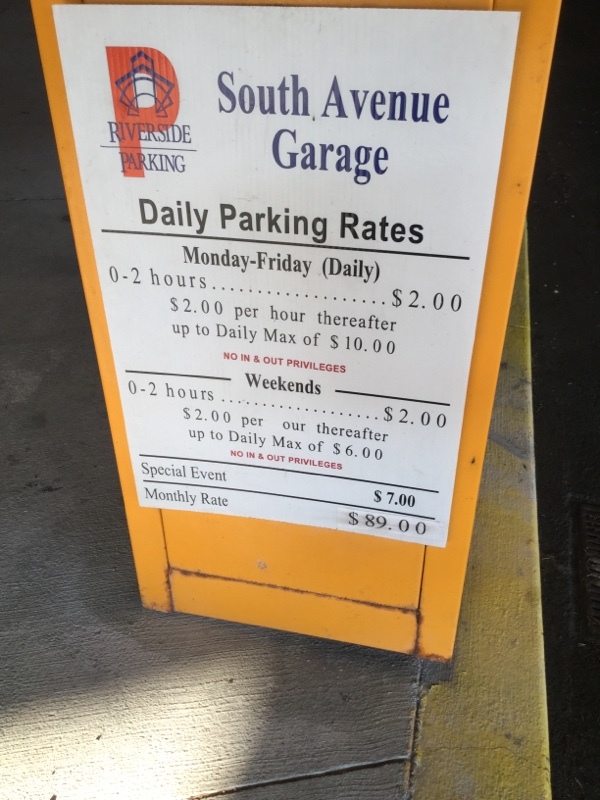 P
RIVERSIDE
PARKING
South Avenue
Garage
Daily Parking Rates
Monday-Friday (Daily)
0-2 hours....................$2.00
$2.00 per hour thereafter
up to Daily Max of $10.00
NO IN & OUT PRIVILEGES
Weekends
0-2 hours....................$2.00
$2.00 per our thereafter
up to Daily Max of $6.00
NO IN & OUT PRIVILEGES
Special Event $7.00
Monthly Rate $89.00